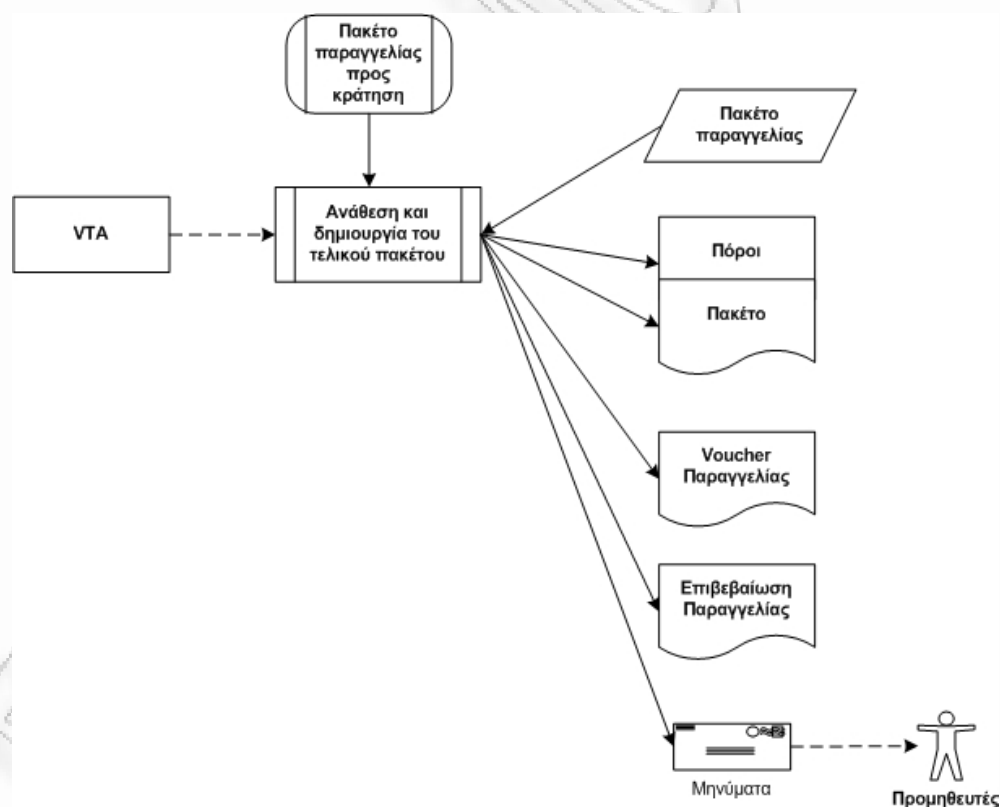 Πακέτο
παραγγελίας
προς
κράτηση
Πακέτο
παραγγελίας
VTA
Ανάθεση και
δημιουργία του
τελικού πακέτου
Πόροι
Πακέτο
Voucher
Παραγγελίας
Επιβεβαίωση
Παραγγελίας
Μηνύματα
Προμηθευτές